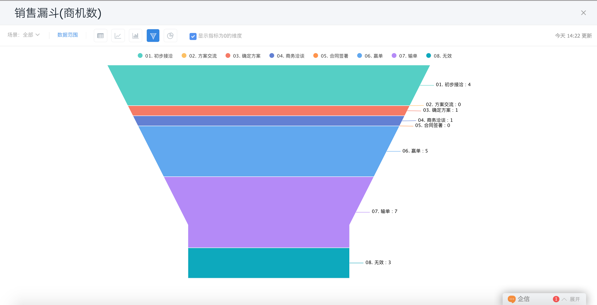 销售漏斗(商机数)
场景: 全部 数据范围 显示指标为0的维度 今天 14:22 更新
01. 初步接洽 02. 方案交流 03. 确定方案 04. 商务洽谈 05. 合同签署 06. 赢单 07. 输单 08. 无效
01. 初步接洽 : 4
02. 方案交流 : 0
03. 确定方案 : 1
04. 商务洽谈 : 1
05. 合同签署 : 0
06. 赢单 : 5
07. 输单 : 7
08. 无效 : 3
企信 2 展开